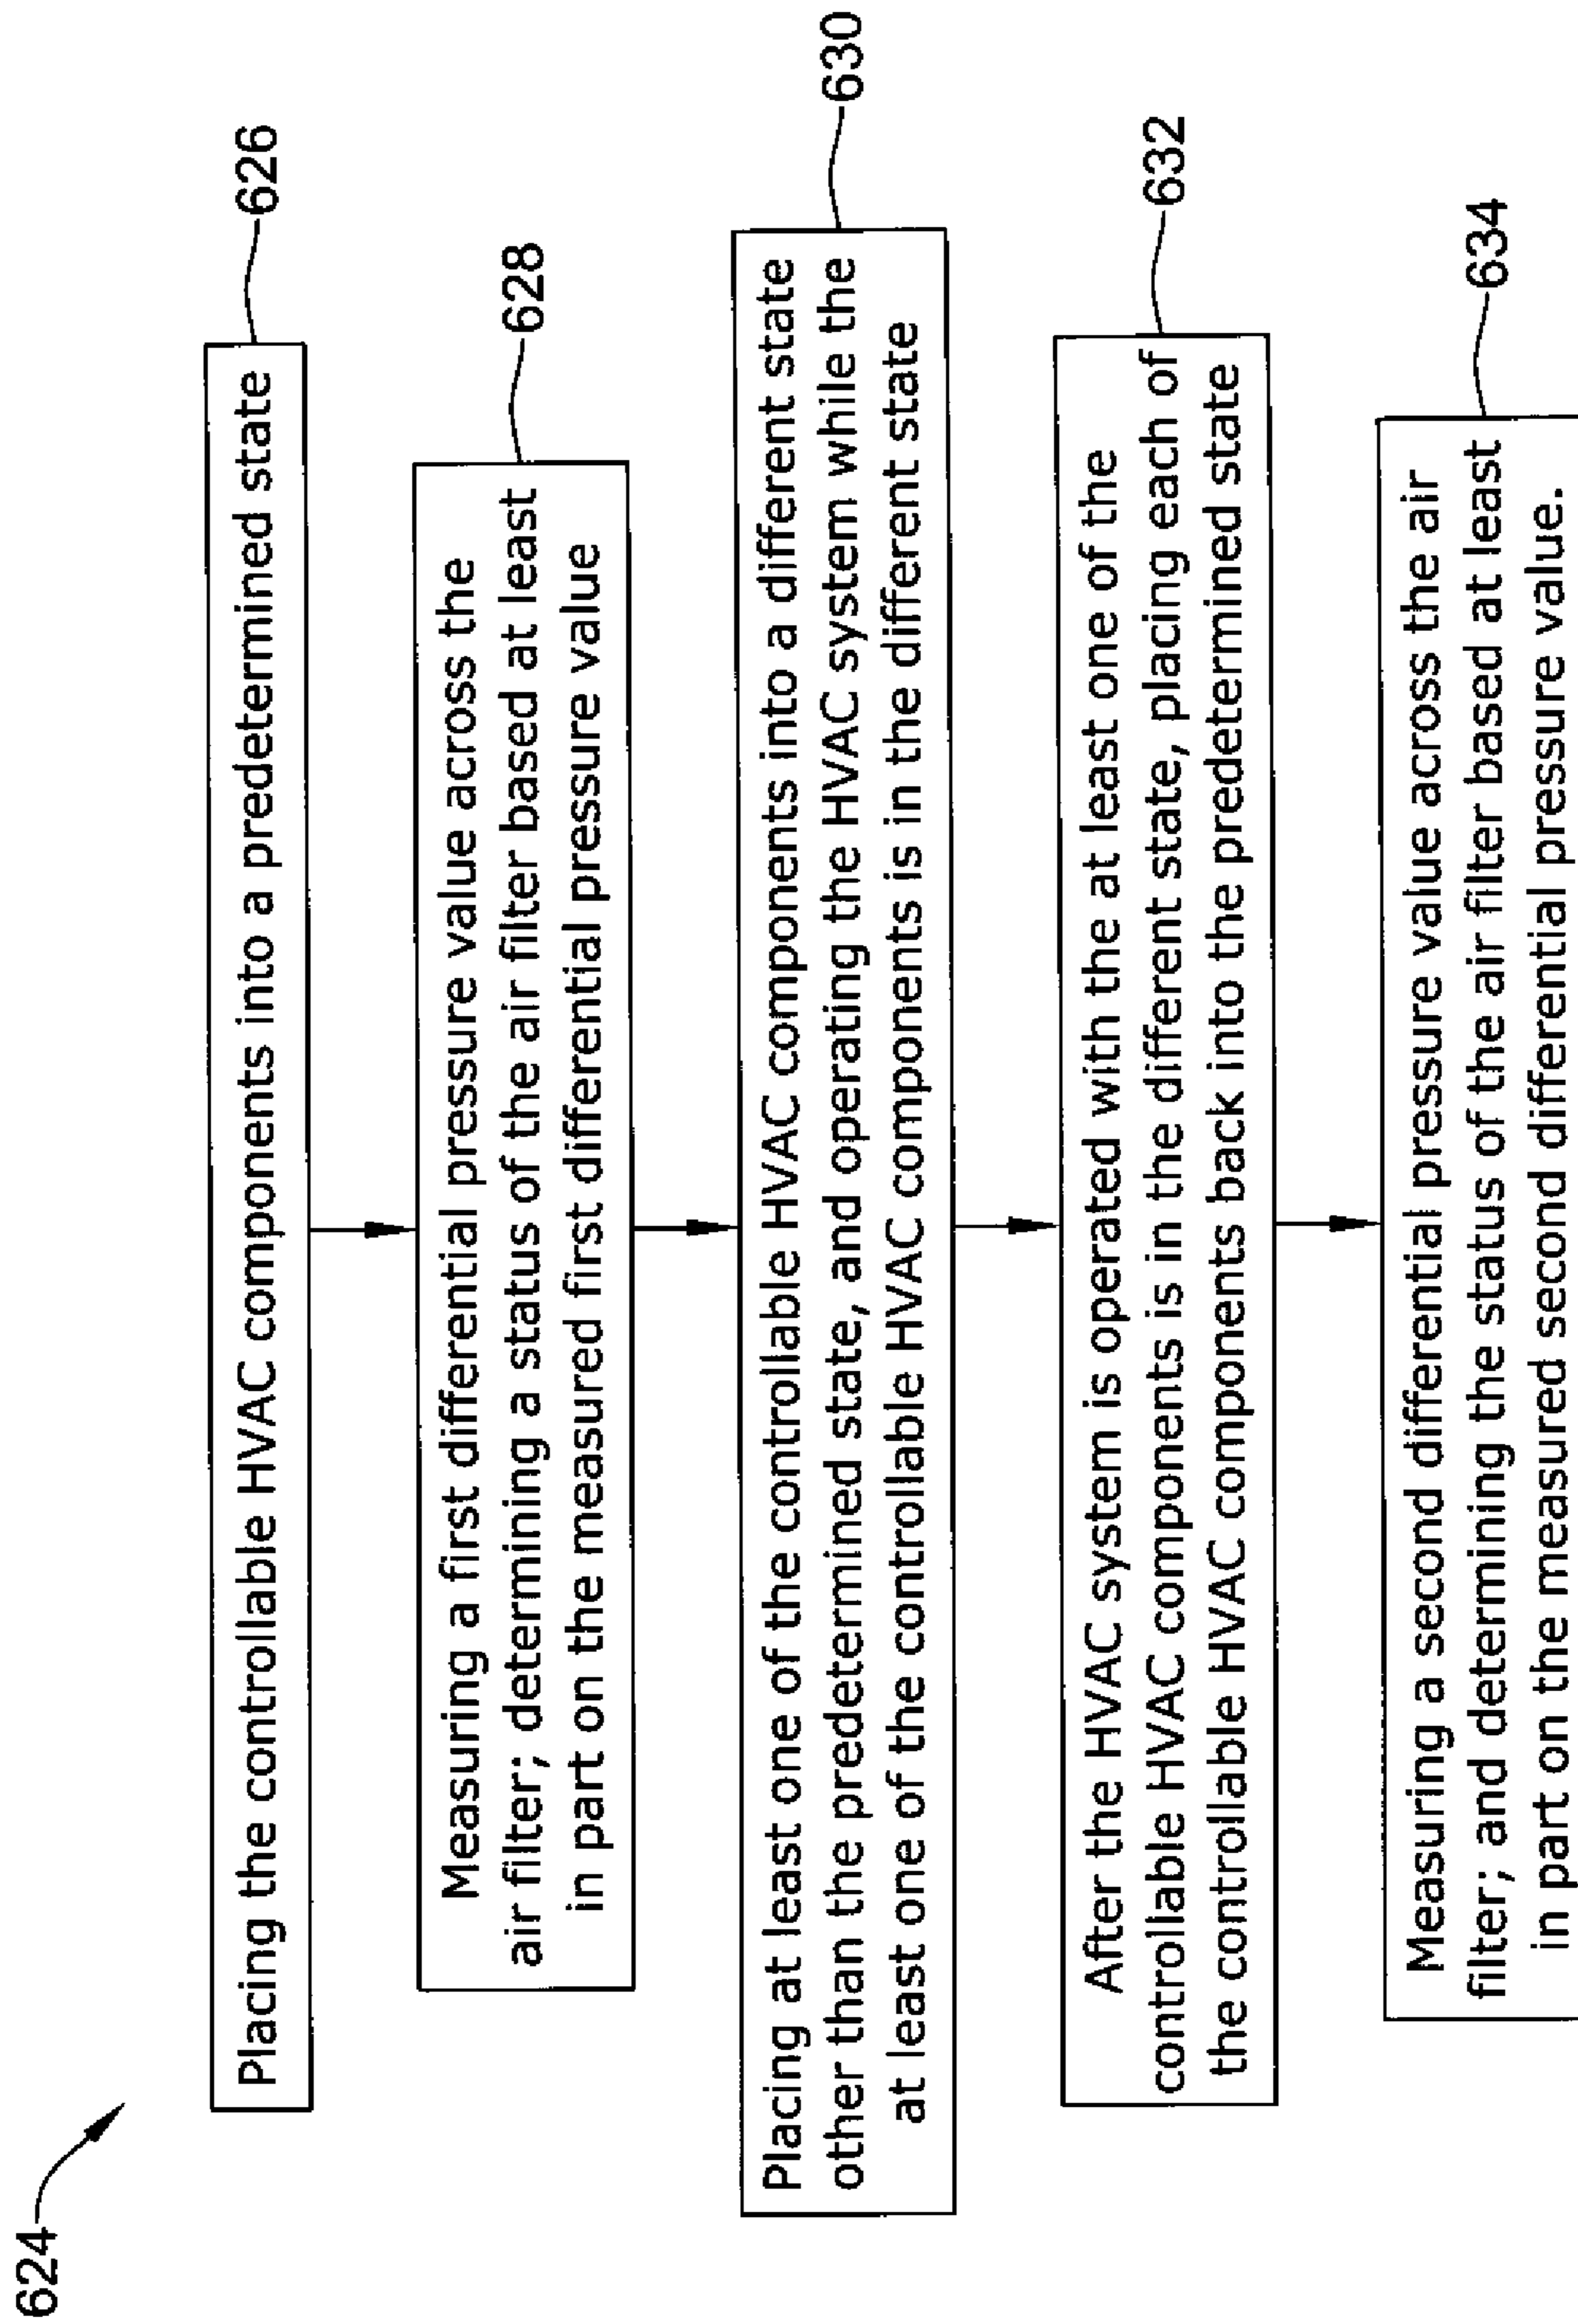 624
Placing the controllable HVAC components into a predetermined state
626
Measuring a first differential pressure value across the
air filter; determining a status of the air filter based at least
in part on the measured first differential pressure value
628
Placing at least one of the controllable HVAC components into a different state
other than the predetermined state, and operating the HVAC system while the
at least one of the controllable HVAC components is in the different state
630
After the HVAC system is operated with the at least one of the
controllable HVAC components is in the different state, placing each of
the controllable HVAC components back into the predetermined state
632
Measuring a second differential pressure value across the air
filter; and determining the status of the air filter based at least
in part on the measured second differential pressure value.
634